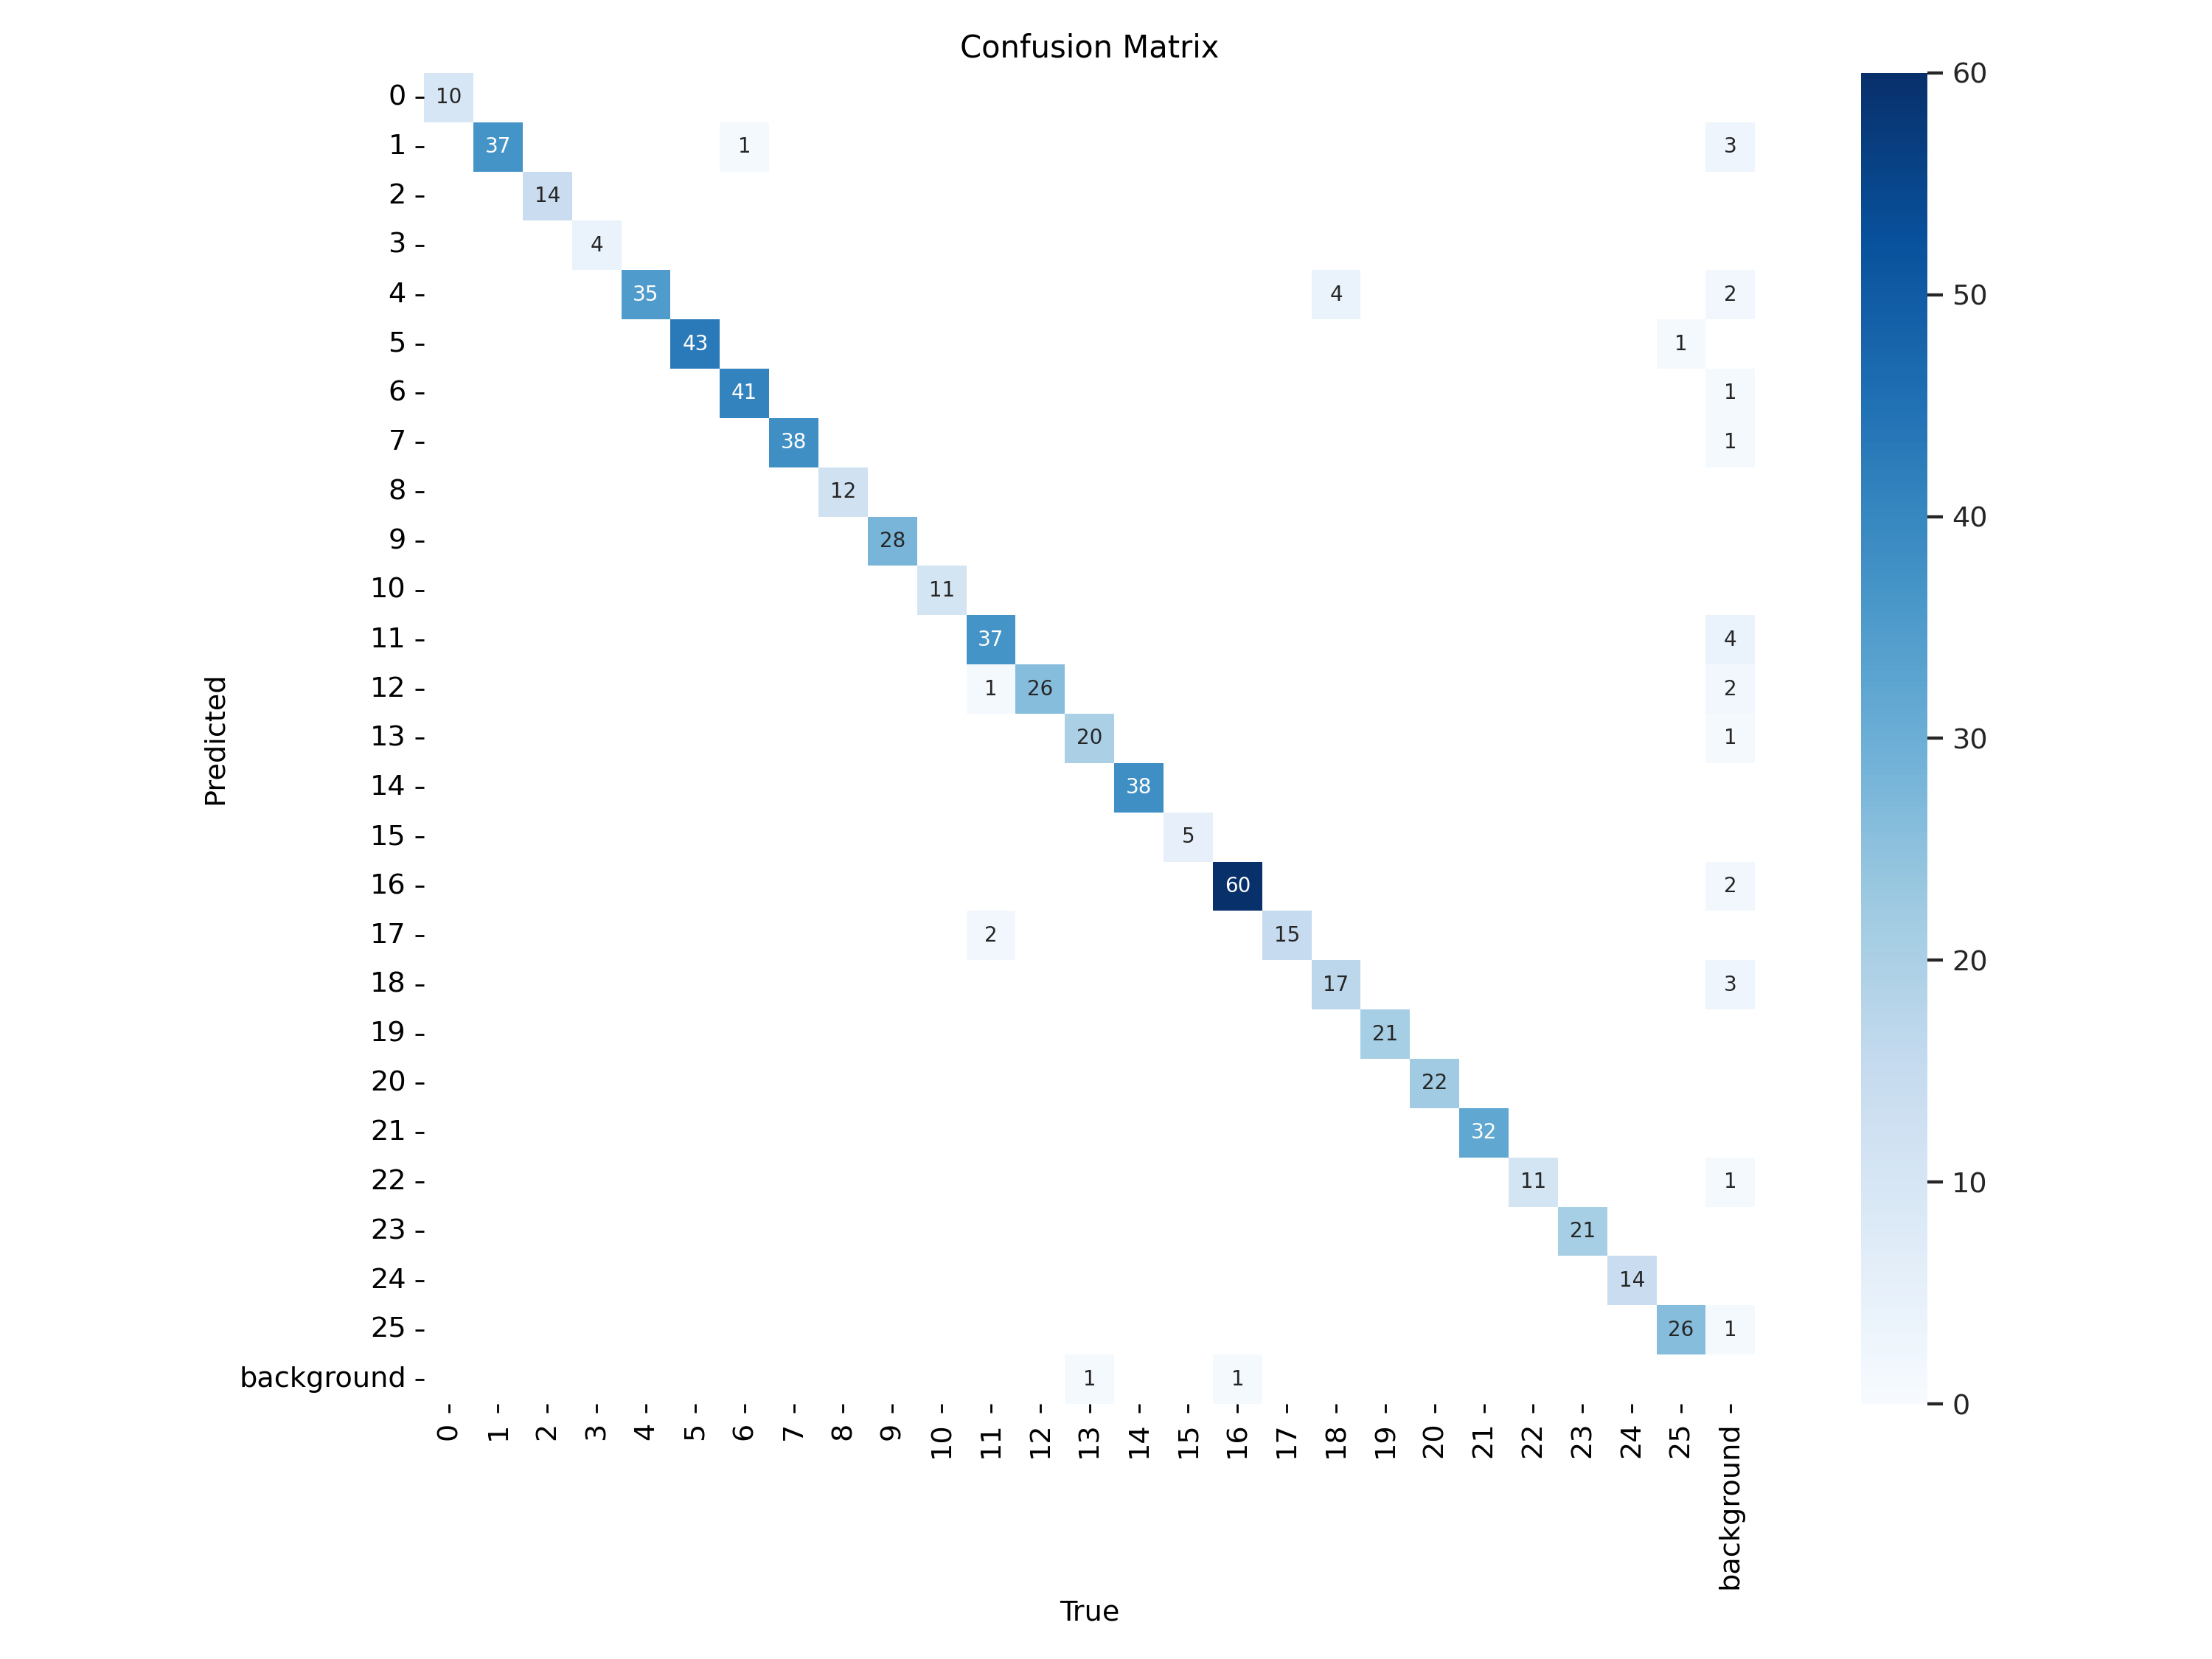 Confusion Matrix
0 10 60
1 37 1 3
2 14
3 4
4 35 4 2 50
5 43 1
6 41 1
7 38 1
8 12
40
9 28
10 11
11 37 4
12 1 26 2
13 20 1 30
14 38
15 5
16 60 2
17 2 15
18 17 3 20
19 21
20 22
21 32
22 11 1 10
23 21
24 14
25 26 1
background 1 1 0
0 1 2 3 4 5 6 7 8 9 10 11 12 13 14 15 16 17 18 19 20 21 22 23 24 25 background
Predicted
True